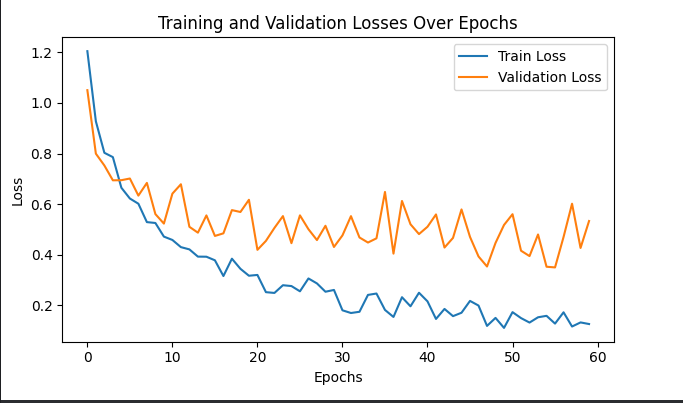 Training and Validation Losses Over Epochs
Train Loss
Validation Loss
1.2
1.0
0.8
0.6
0.4
0.2
Loss
0
10
20
30
40
50
60
Epochs